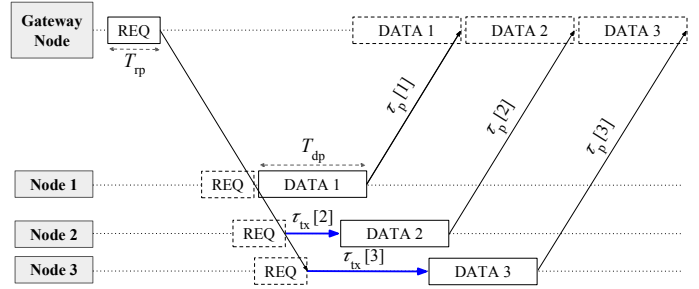 Gateway
Node
REQ
DATA 1
DATA 2
DATA 3
T_rp
τ_p[1]
τ_p[2]
τ_p[3]
T_dp
Node 1
REQ
DATA 1
τ_tx[2]
Node 2
REQ
DATA 2
τ_tx[3]
Node 3
REQ
DATA 3